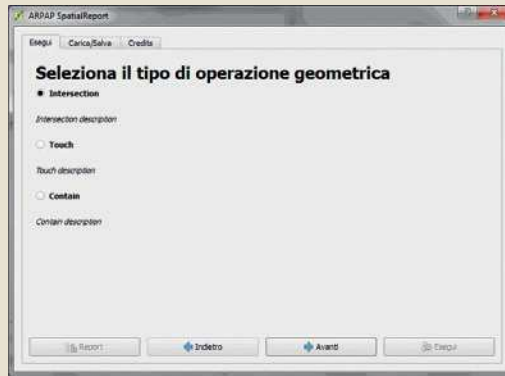 ARPAP SpatialReport
Esegui Carica/Salva Credits
Seleziona il tipo di operazione geometrica
Intersection
Intersection description
Touch
Touch description
Contain
Contain description
Report Indietro Avanti Esegui